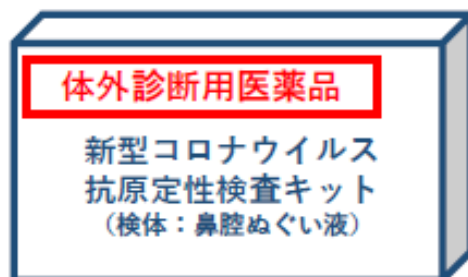 体外診断用医薬品
新型コロナウイルス
抗原定性検査キット
（検体：鼻腔ぬぐい液）